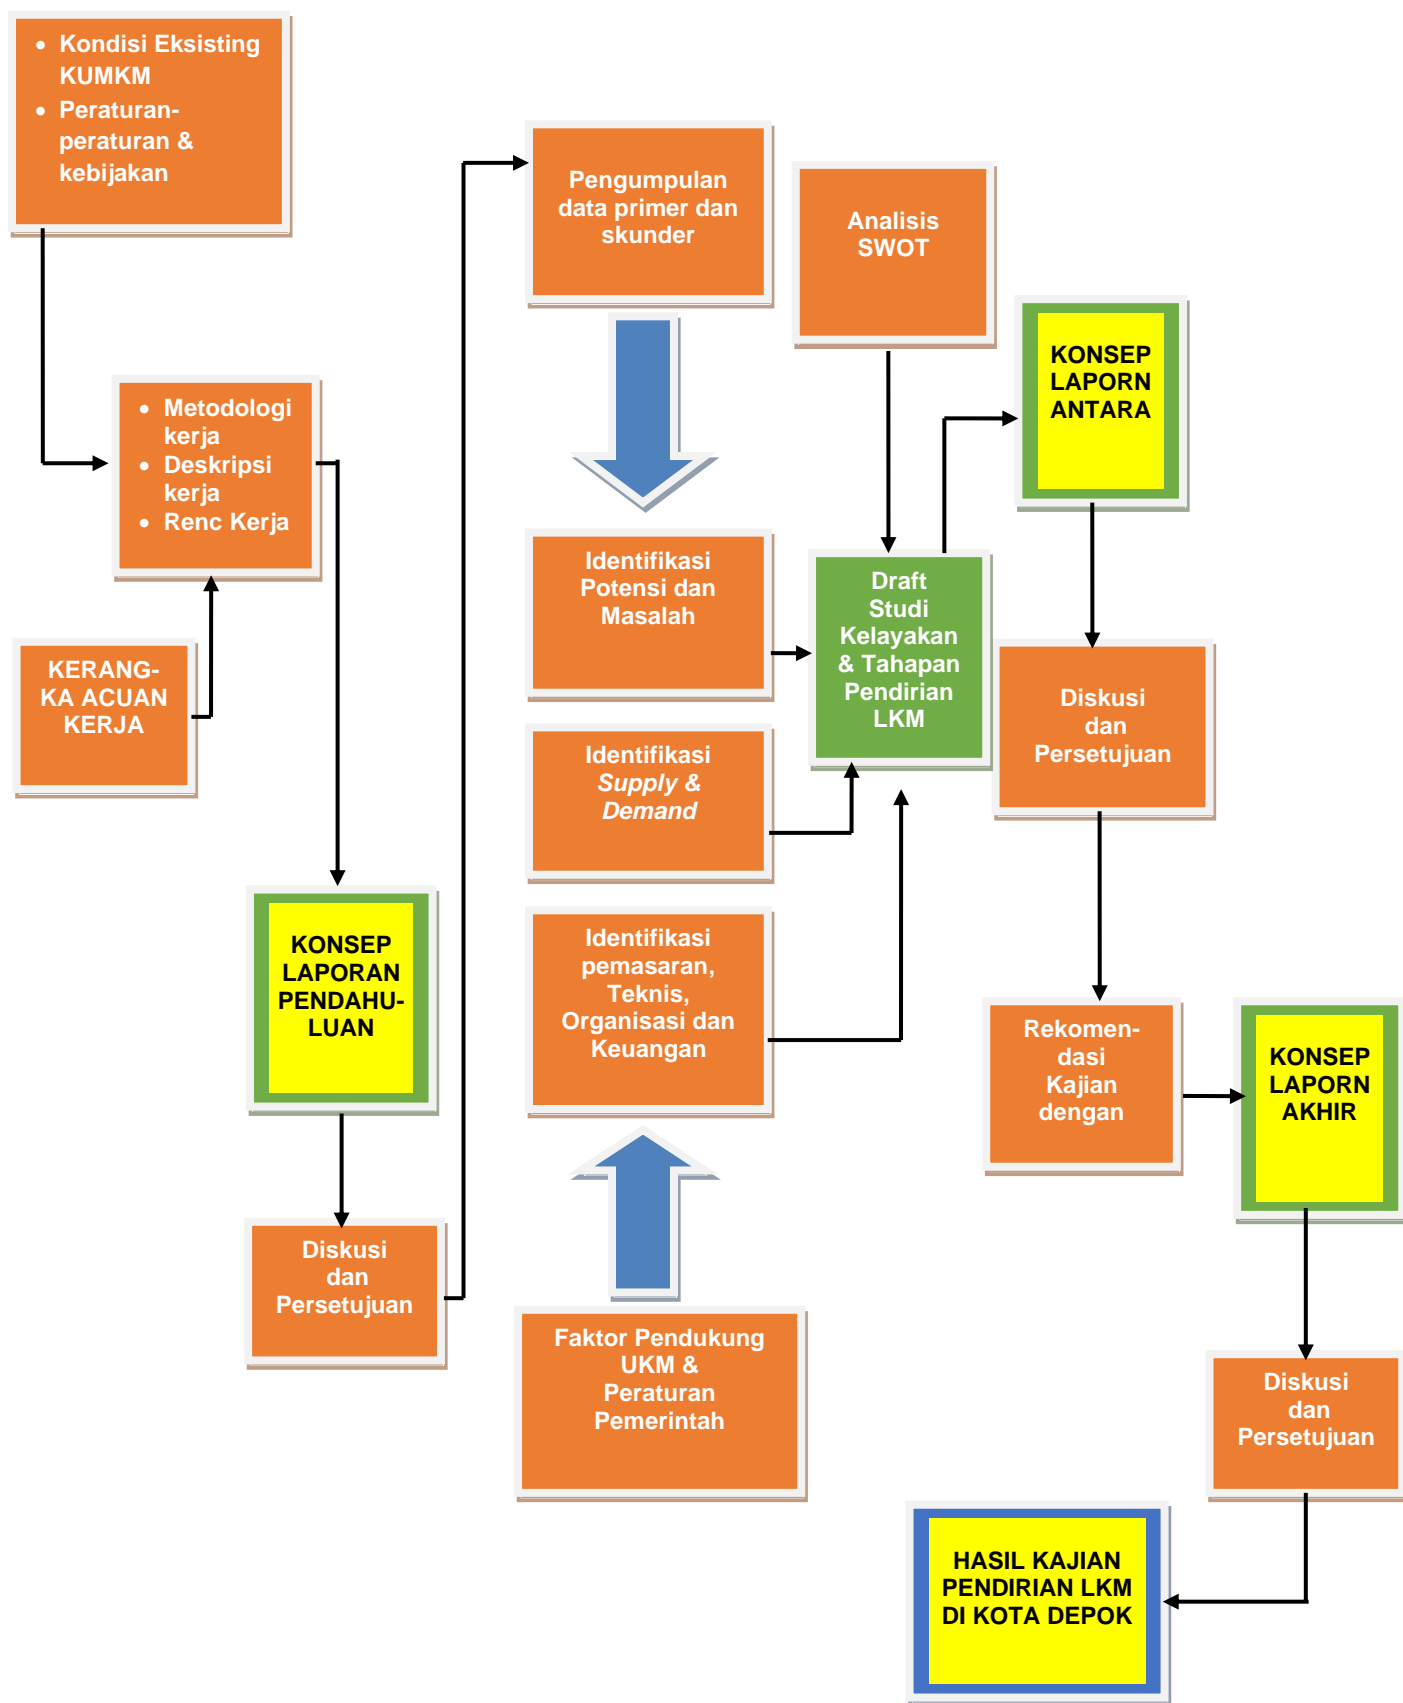 • Kondisi Eksisting
KUMKM
• Peraturan-
peraturan &
kebijakan
• Metodologi
kerja
• Deskripsi
kerja
• Renc Kerja
KERANG-
KA ACUAN
KERJA
KONSEP
LAPORAN
PENDAHU-
LUAN
Diskusi
dan
Persetujuan
Pengumpulan
data primer dan
skunder
Identifikasi
Potensi dan
Masalah
Identifikasi
Supply &
Demand
Identifikasi
pemasaran,
Teknis,
Organisasi dan
Keuangan
Faktor Pendukung
UKM &
Peraturan
Pemerintah
Analisis
SWOT
Draft
Studi
Kelayakan
& Tahapan
Pendirian
LKM
KONSEP
LAPORN
ANTARA
Diskusi
dan
Persetujuan
Rekomen-
dasi
Kajian
dengan
KONSEP
LAPORN
AKHIR
Diskusi
dan
Persetujuan
HASIL KAJIAN
PENDIRIAN LKM
DI KOTA DEPOK